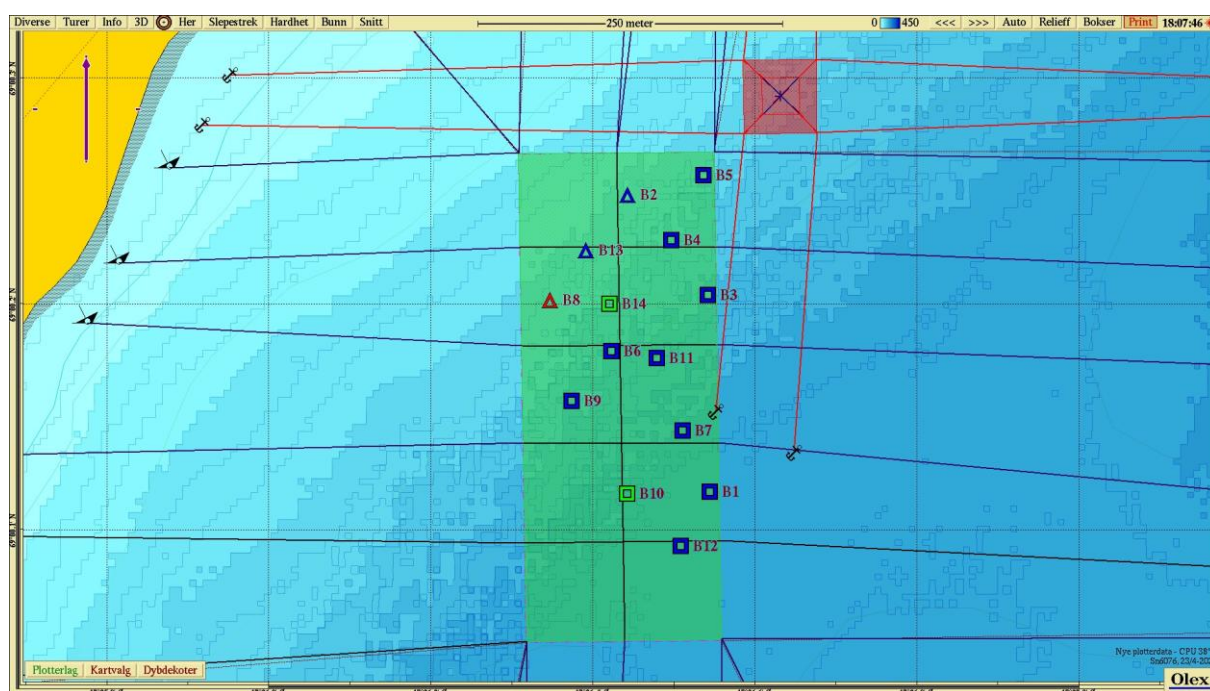 Diverse Turer Info 3D Her Slepestrek Hardhet Bunn Snitt 250 meter 0 450 <<< >>> Auto Relieff Bokser Print 18:07:46
B5
B2
B4
B13
B3
B8
B14
B6
B11
B9
B7
B10
B1
B12
Nye plotterdata - CPU 38°
Plotterlag Kartvalg Dybdekoter
Olex